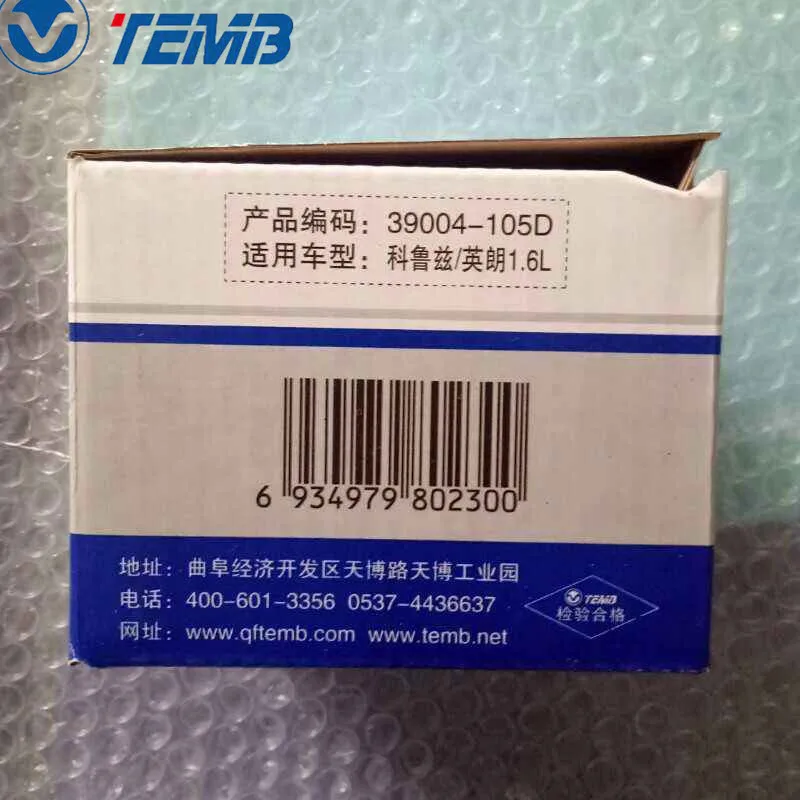 TEMB
产品编码：39004-105D
适用车型：科鲁兹/英朗1.6L
6 934979 802300
地址：曲阜经济开发区天博路天博工业园
电话：400-601-3356 0537-4436637
网址：www.qftemb.com www.temb.net
TEMB
检验合格